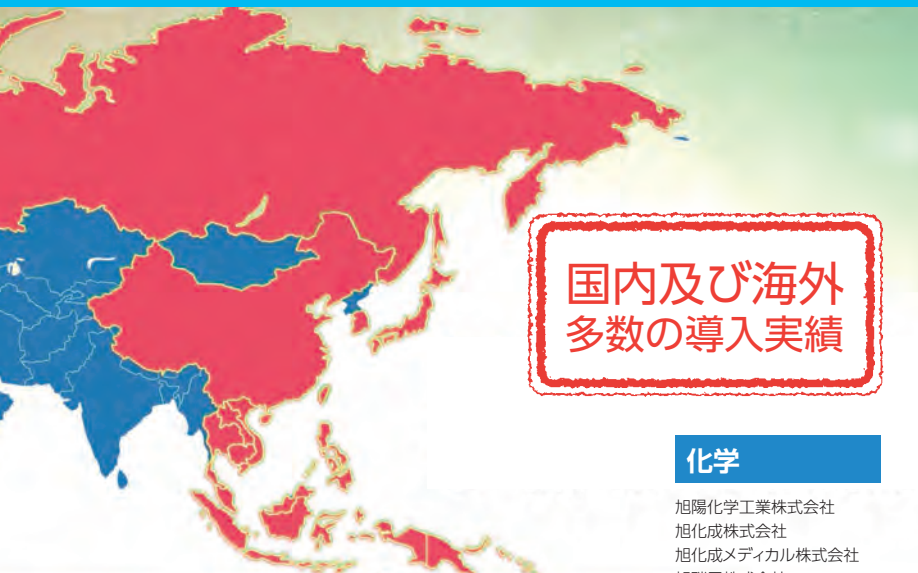 国内及び海外
多数の導入実績
化学
旭陽化学工業株式会社
旭化成株式会社
旭化成メディカル株式会社